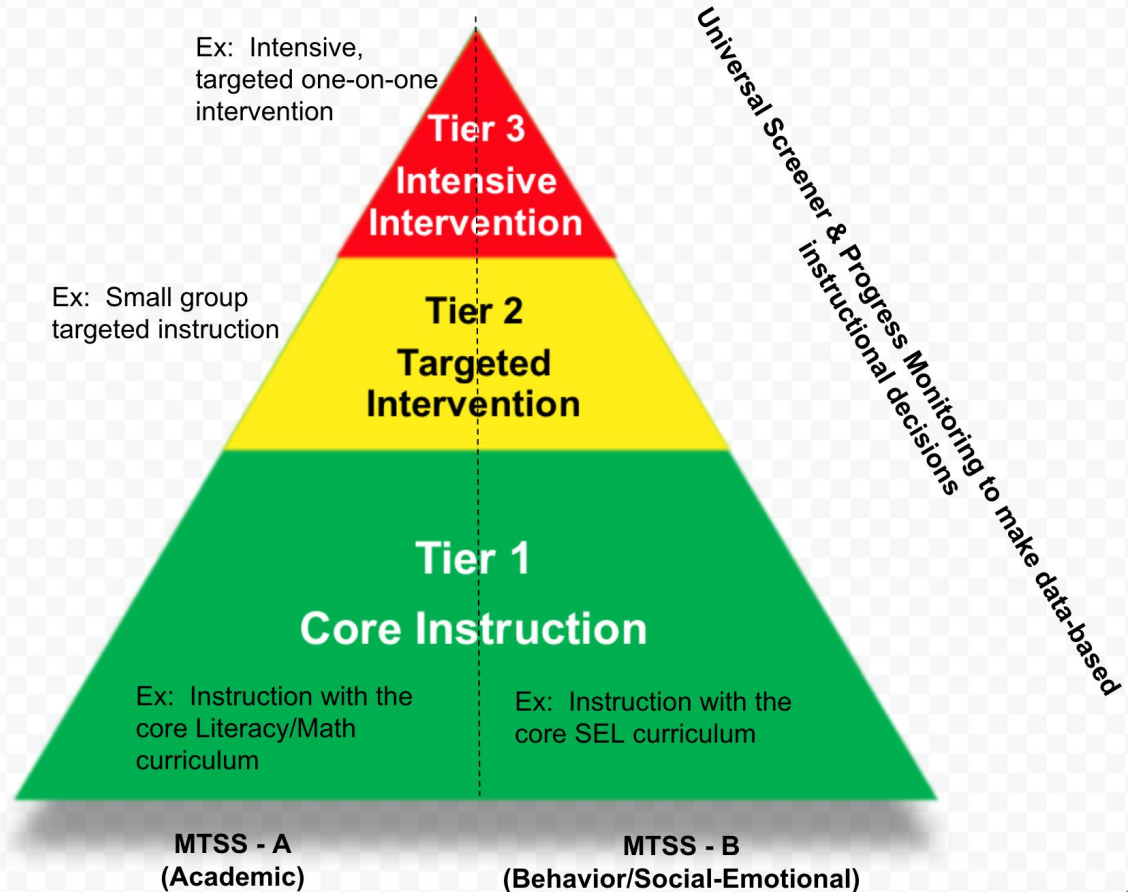 Ex:  Intensive,
targeted one-on-one
intervention
Tier 3
Intensive
Intervention
Universal Screener & Progress Monitoring to make data-based
instructional decisions
Ex:  Small group
targeted instruction
Tier 2
Targeted
Intervention
Tier 1
Core Instruction
Ex:  Instruction with the
core Literacy/Math
curriculum
Ex:  Instruction with the
core SEL curriculum
MTSS - A
(Academic)
MTSS - B
(Behavior/Social-Emotional)